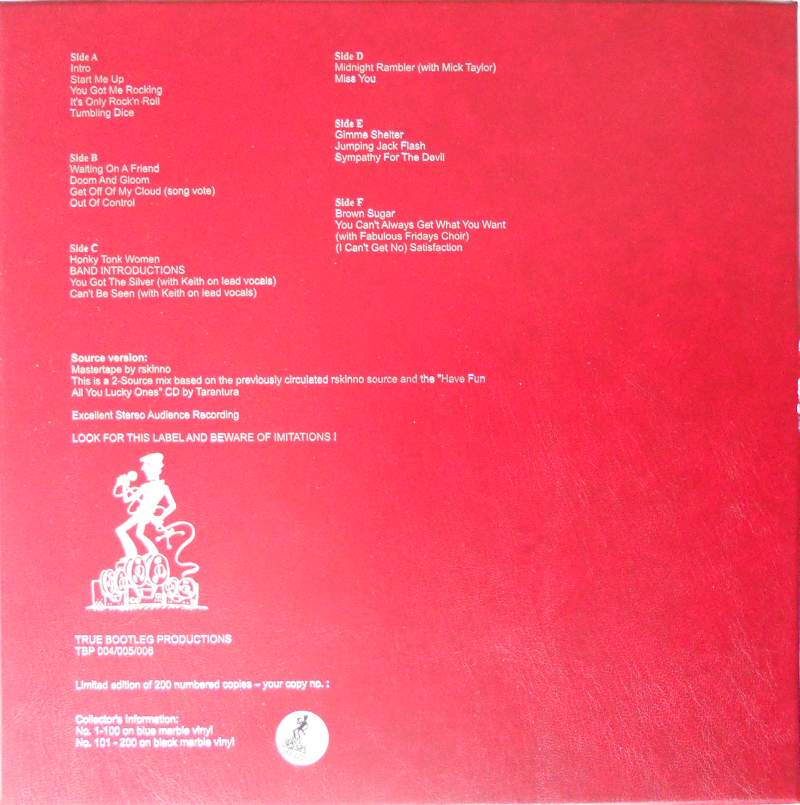 Side A
Intro
Start Me Up
You Got Me Rocking
It's Only Rock'n Roll
Tumbling Dice
Side B
Waiting On A Friend
Doom And Gloom
Get Off Of My Cloud (song vote)
Out Of Control
Side C
Honky Tonk Women
BAND INTRODUCTIONS
You Got The Silver (with Keith on lead vocals)
Can't Be Seen (with Keith on lead vocals)
Side D
Midnight Rambler (with Mick Taylor)
Miss You
Side E
Gimme Shelter
Jumping Jack Flash
Sympathy For The Devil
Side F
Brown Sugar
You Can't Always Get What You Want
(with Fabulous Fridays Choir)
(I Can't Get No) Satisfaction
Source version:
Mastertape by rskinno
This is a 2-Source mix based on the previously circulated rskinno source and the "Have Fun
All You Lucky Ones" CD by Tarantura
Excellent Stereo Audience Recording
LOOK FOR THIS LABEL AND BEWARE OF IMITATIONS !
TRUE BOOTLEG PRODUCTIONS
TBP 004/005/006
Limited edition of 200 numbered copies – your copy no. :
Collector's Information:
No. 1-100 on blue marble vinyl
No. 101 - 200 on black marble vinyl